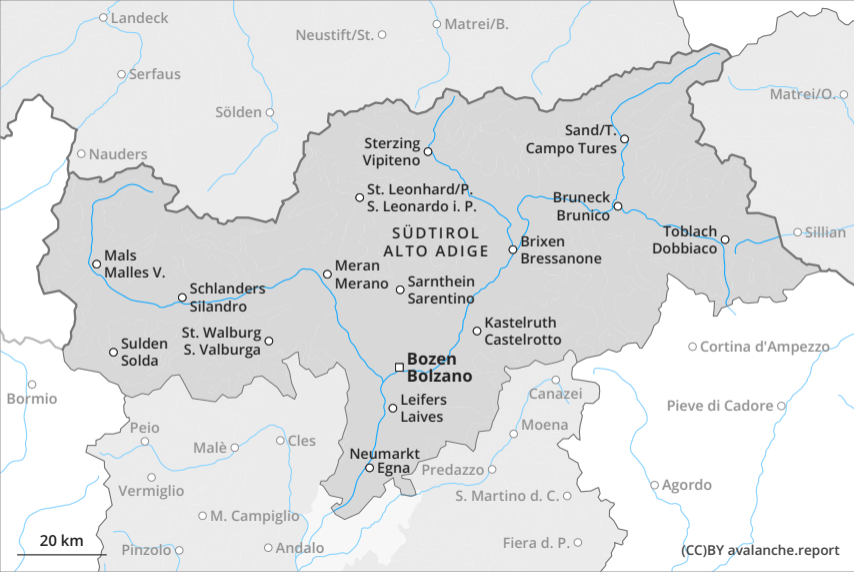 Landeck
Matrei/B.
Neustift/St.
Serfaus
Matrei/O.
Sölden
Sand/T.
Campo Tures
Sterzing
Vipiteno
Nauders
St. Leonhard/P.
S. Leonardo i. P.
Bruneck
Brunico
SÜDTIROL
ALTO ADIGE
Toblach
Dobbiaco
Sillian
Brixen
Bressanone
Mals
Malles V.
Meran
Merano
Sarnthein
Sarentino
Schlanders
Silandro
Kastelruth
Castelrotto
St. Walburg
S. Valburga
Sulden
Solda
Cortina d'Ampezzo
Bozen
Bolzano
Bormio
Canazei
Leifers
Laives
Pieve di Cadore
Peio
Moena
Malè
Cles
Neumarkt
Egna
Predazzo
Vermiglio
Agordo
S. Martino d. C.
M. Campiglio
20 km
Pinzolo
Andalo
Fiera d. P.
(CC)BY avalanche.report